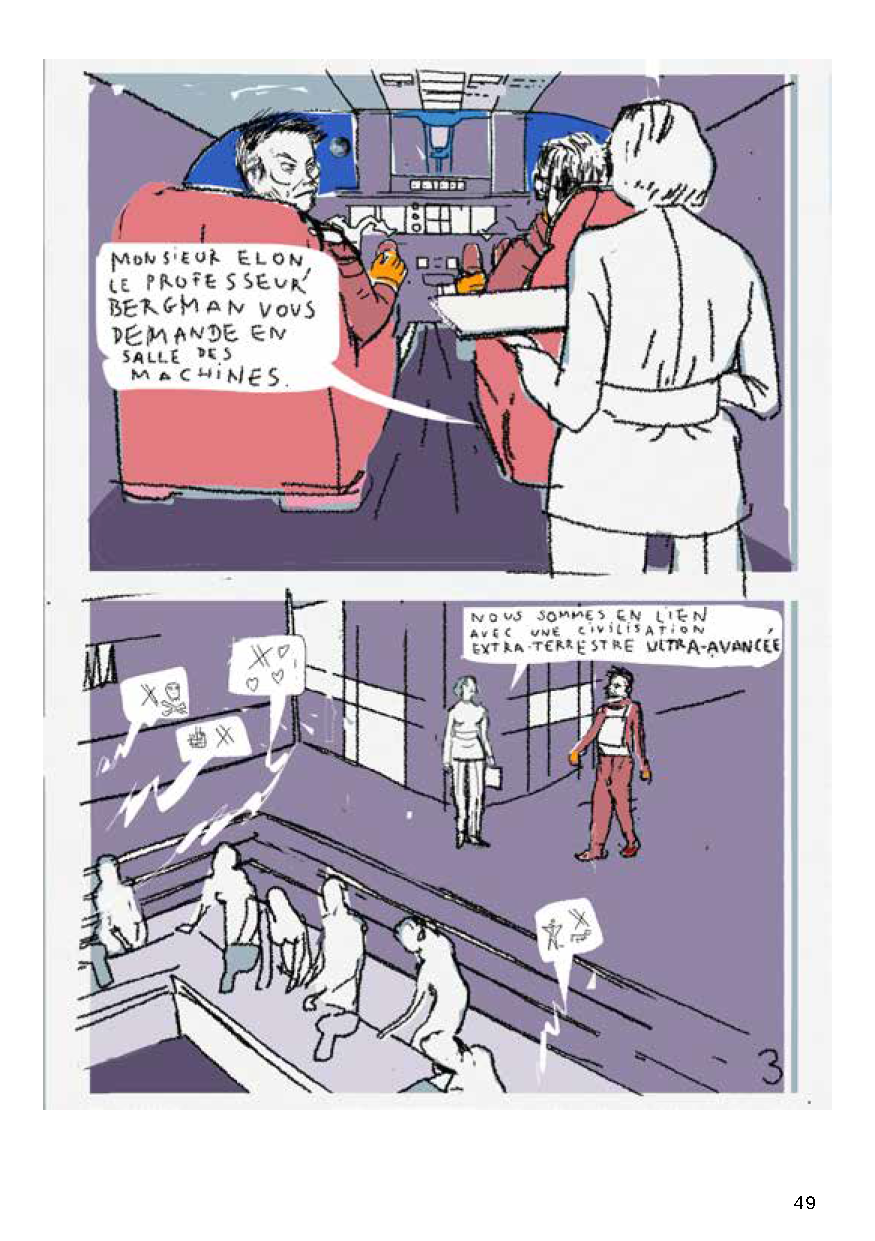 MONSIEUR ELON,
LE PROFESSEUR
BERGMAN VOUS
DEMANDE EN
SALLE DES
MACHINES.
NOUS SOMMES EN LIEN
AVEC UNE CIVILISATION
EXTRA-TERRESTRE ULTRA-AVANCÉE
3
49